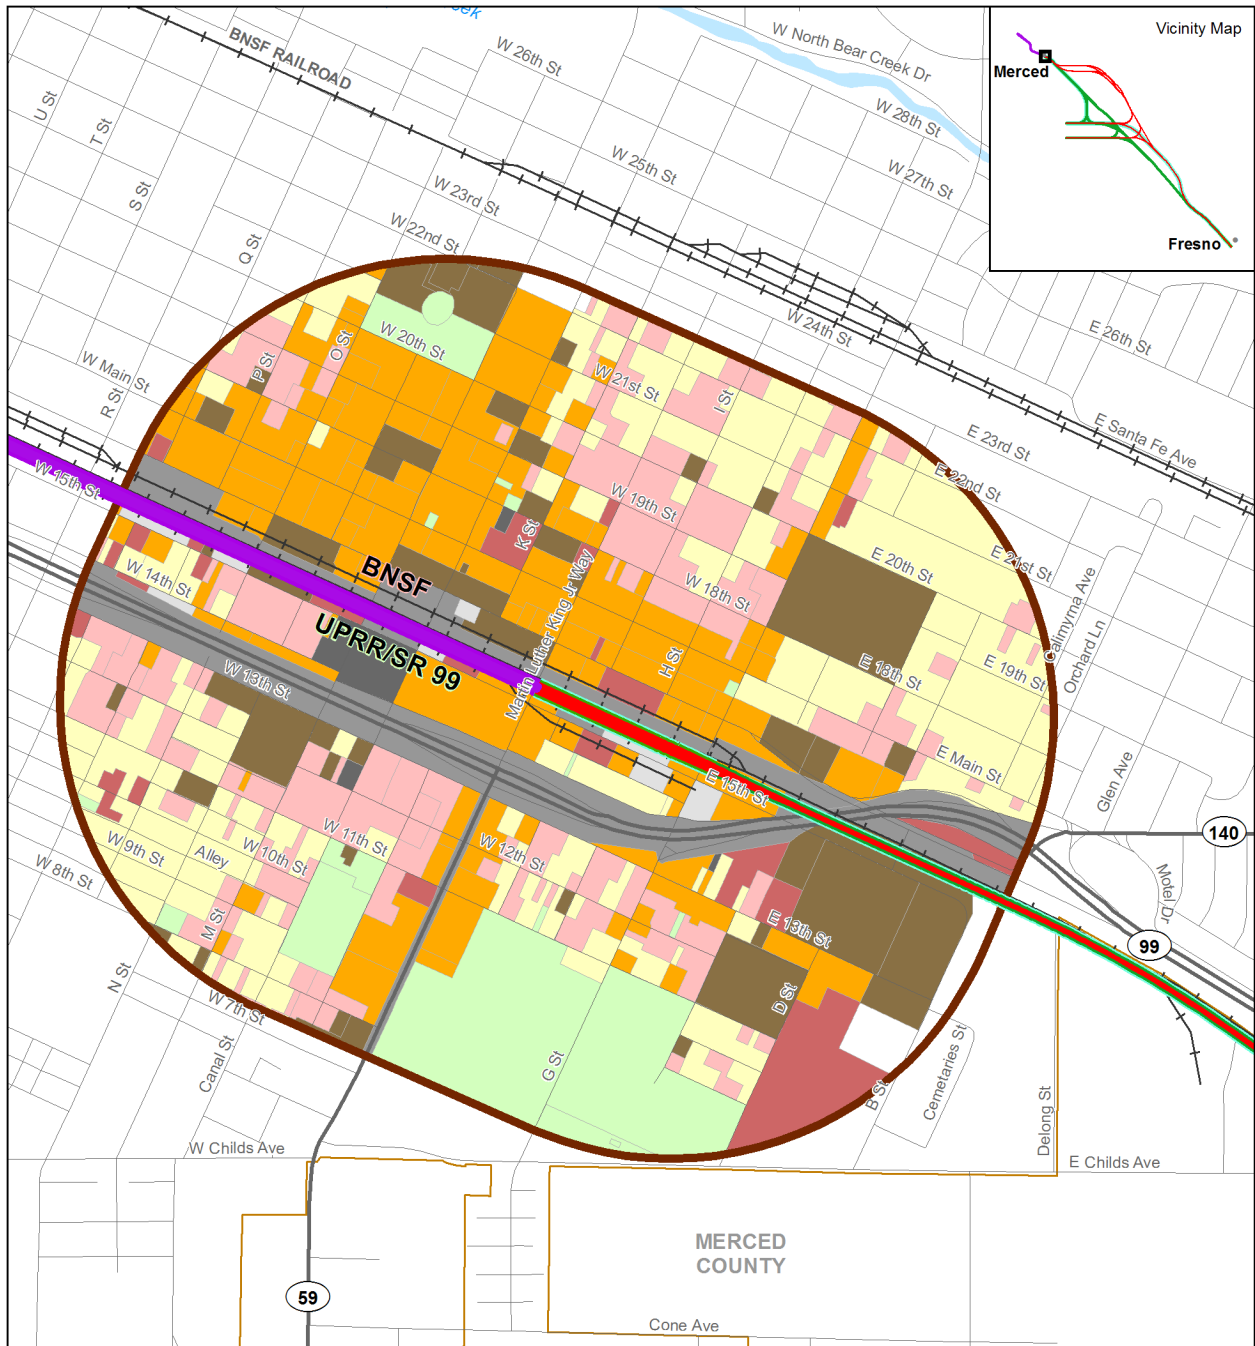 eek
BNSF RAILROAD
W 26th St
W North Bear Creek Dr
Vicinity Map
Merced
Fresno
W 28th St
W 27th St
W 25th St
W 23rd St
W 22nd St
U St
T St
S St
Q St
W 24th St
E 26th St
W 20th St
O St
P St
W 21st St
I St
W Main St
R St
E Santa Fe Ave
E 23rd St
E 22nd St
W 15th St
W 19th St
K St
E 21st St
E 20th St
BNSF
W 14th St
W 18th St
Martin Luther King Jr Way
UPRR/SR 99
H St
Calimyrna Ave
Orchard Ln
E 19th St
E 18th St
W 13th St
E Main St
E 15th St
Glen Ave
140
W 11th St
W 12th St
W 10th St
W 9th St
Alley
W 8th St
Motel Dr
M St
E 13th St
99
N St
D St
W 7th St
Canal St
G St
B St
Cemetaries St
Delong St
W Childs Ave
E Childs Ave
MERCED
COUNTY
59
Cone Ave